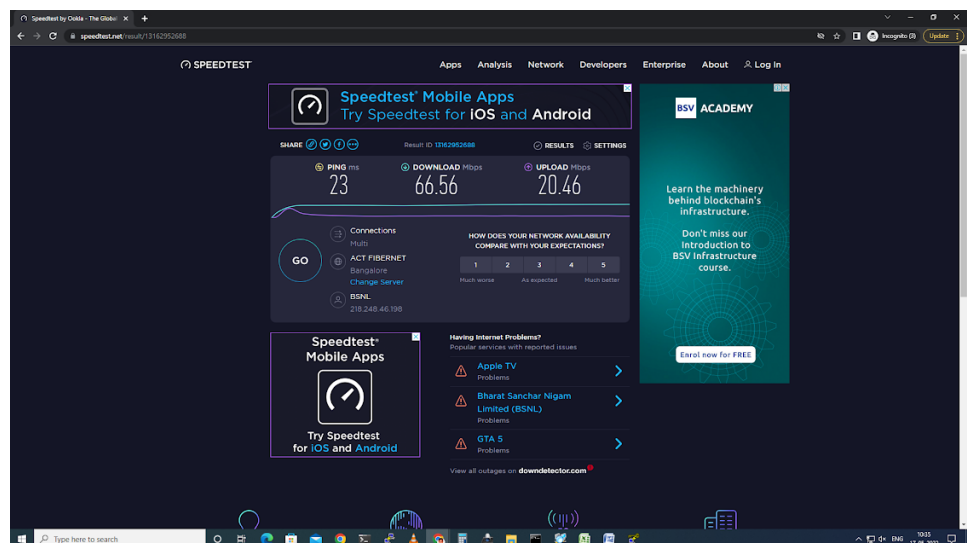 Speedtest by Ookla - The Global
speedtest.net/result/13162952688
Incognito (3)
Update
SPEEDTEST
Apps Analysis Network Developers Enterprise About Log In
Speedtest® Mobile Apps
Try Speedtest for iOS and Android
SHARE
Result ID 13162952688
RESULTS SETTINGS
PING ms DOWNLOAD Mbps UPLOAD Mbps
23 66.56 20.46
GO
Connections
Multi
ACT FIBERNET
Bangalore
Change Server
BSNL
218.248.46.198
HOW DOES YOUR NETWORK AVAILABILITY
COMPARE WITH YOUR EXPECTATIONS?
1 2 3 4 5
Much worse As expected Much better
Speedtest®
Mobile Apps
Try Speedtest
for iOS and Android
Having Internet Problems?
Popular services with reported issues
Apple TV
Problems
Bharat Sanchar Nigam
Limited (BSNL)
Problems
GTA 5
Problems
View all outages on downdetector.com
BSV ACADEMY
Learn the machinery
behind blockchain's
infrastructure.
Don't miss our
Introduction to
BSV Infrastructure
course.
Enrol now for FREE
Type here to search
ENG